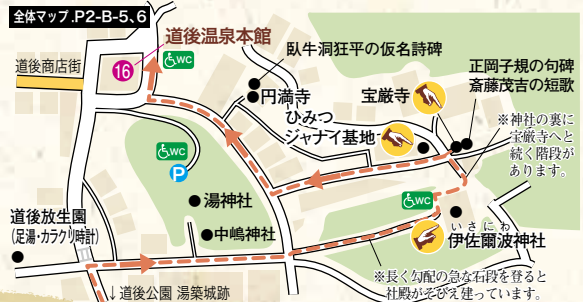 全体マップ.P2-B-5、6
道後温泉本館
16
WC
道後商店街
臥牛洞狂平の仮名詩碑
円満寺
宝厳寺
正岡子規の句碑
斎藤茂吉の短歌
ひみつ
ジャナイ基地
※神社の裏に
宝厳寺へと
続く階段が
あります。
WC
P
WC
湯神社
中嶋神社
道後放生園
(足湯・カラクリ時計)
いさにわ
伊佐爾波神社
↓道後公園 湯築城跡
※長く勾配の急な石段を登ると
社殿がそびえ建っています。